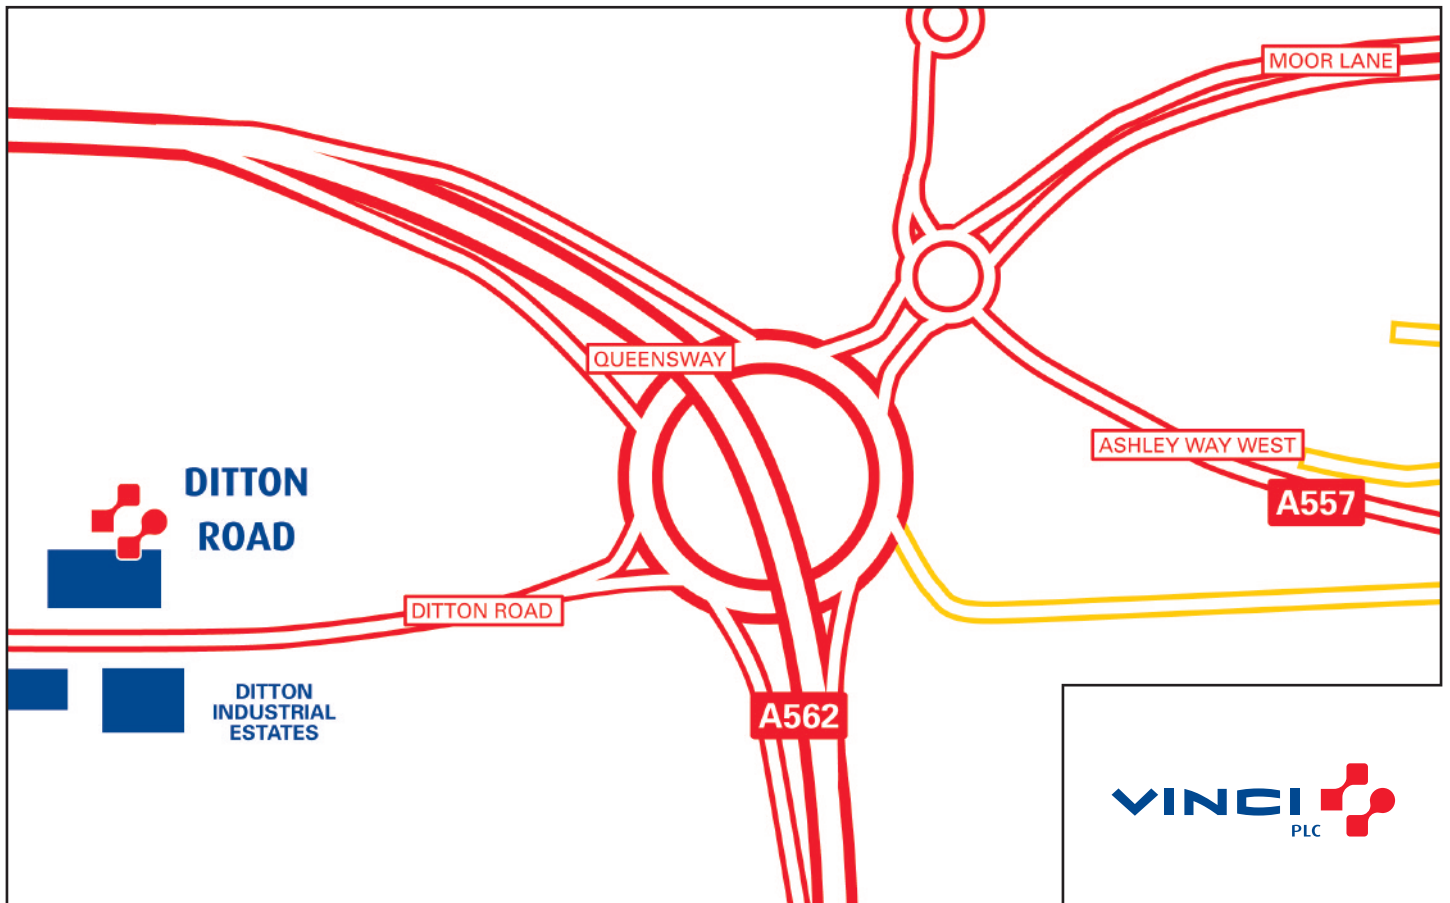 MOOR LANE
QUEENSWAY
ASHLEY WAY WEST
A557
DITTON
ROAD
DITTON ROAD
DITTON
INDUSTRIAL
ESTATES
A562
VINCI
PLC